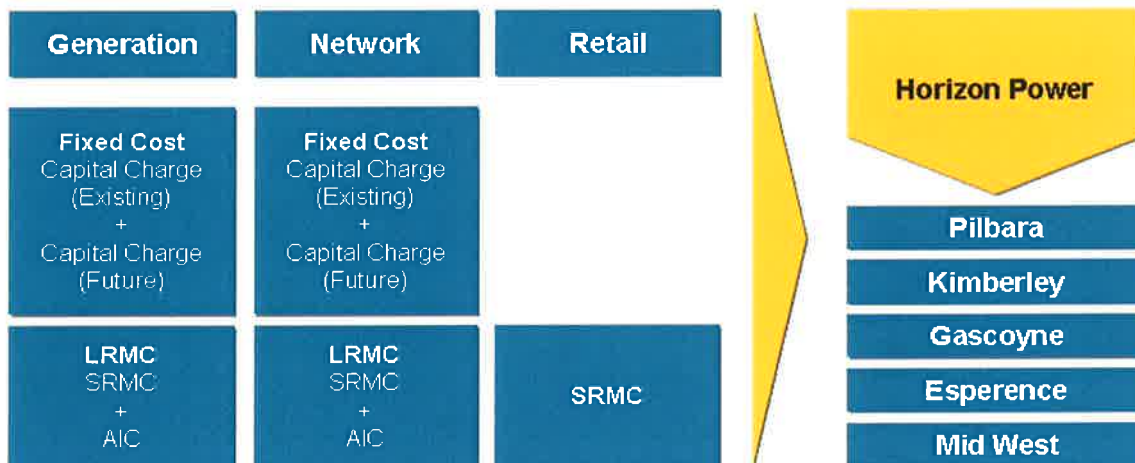 Generation
Network
Retail
Fixed Cost
Capital Charge
(Existing)
+
Capital Charge
(Future)
Fixed Cost
Capital Charge
(Existing)
+
Capital Charge
(Future)
LRMC
SRMC
+
AIC
LRMC
SRMC
+
AIC
SRMC
Horizon Power
Pilbara
Kimberley
Gascoyne
Esperence
Mid West